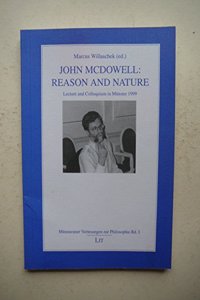 Marcus Willaschek (ed.)
JOHN MCDOWELL:
REASON AND NATURE
Lecture and Colloquium in Münster 1999
Münsteraner Vorlesungen zur Philosophie Bd. 3
LIT